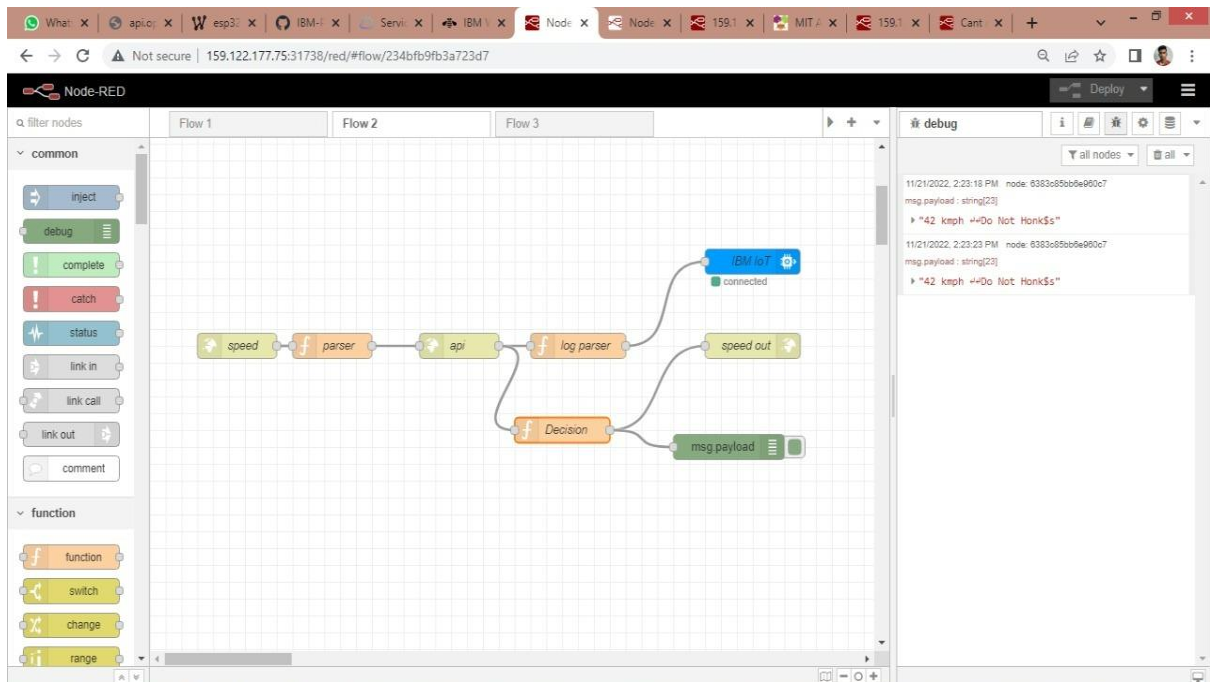 What: api.op esp32 IBM-F Servic IBM V Node Node 159.1 MIT A 159.1 Cant
Not secure | 159.122.177.75:31738/red/#flow/234bfb9fb3a723d7
Node-RED
Deploy
filter nodes
Flow 1
Flow 2
Flow 3
debug
i
common
all nodes
all
inject
debug
complete
catch
status
link in
link call
link out
comment
function
function
switch
change
range
speed
parser
api
log parser
IBM IoT
connected
speed out
Decision
msg.payload
11/21/2022, 2:23:18 PM node: 6383c85bb6e960c7
msg.payload : string[23]
"42 kmph ↵↵Do Not Honk$s"
11/21/2022, 2:23:23 PM node: 6383c85bb6e960c7
msg.payload : string[23]
"42 kmph ↵↵Do Not Honk$s"